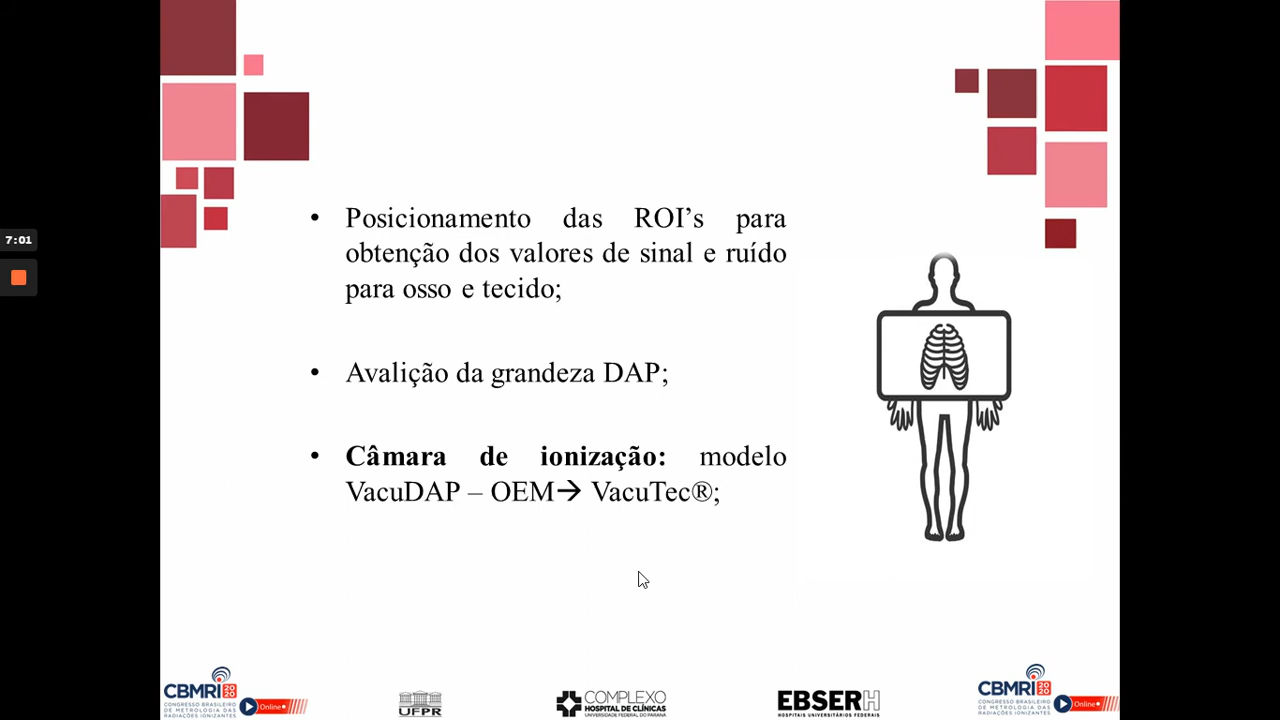 • Posicionamento das ROI’s para
obtenção dos valores de sinal e ruído
para osso e tecido;
• Avalição da grandeza DAP;
• Câmara de ionização: modelo
VacuDAP – OEM→ VacuTec®;
7:01
CBMRI 2020
CONGRESSO BRASILEIRO
DE METROLOGIA DAS
RADIAÇÕES IONIZANTES
Online
UFPR
COMPLEXO
HOSPITAL DE CLÍNICAS
UNIVERSIDADE FEDERAL DO PARANÁ
EBSERH
HOSPITAIS UNIVERSITÁRIOS FEDERAIS
CBMRI 2020
CONGRESSO BRASILEIRO
DE METROLOGIA DAS
RADIAÇÕES IONIZANTES
Online